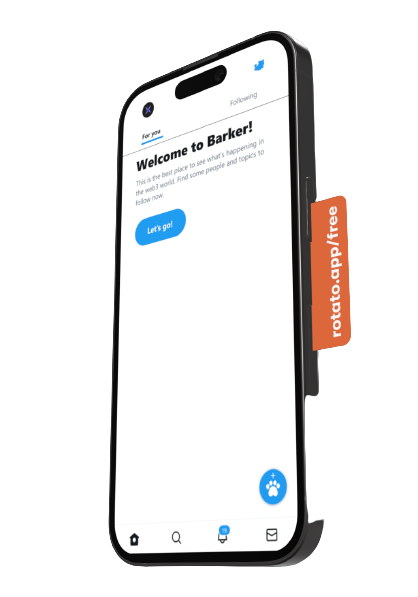 For you
Following
Welcome to Barker!
This is the best place to see what's happening in
the web3 world. Find some people and topics to
follow now.
Let's go!
rotato.app/free